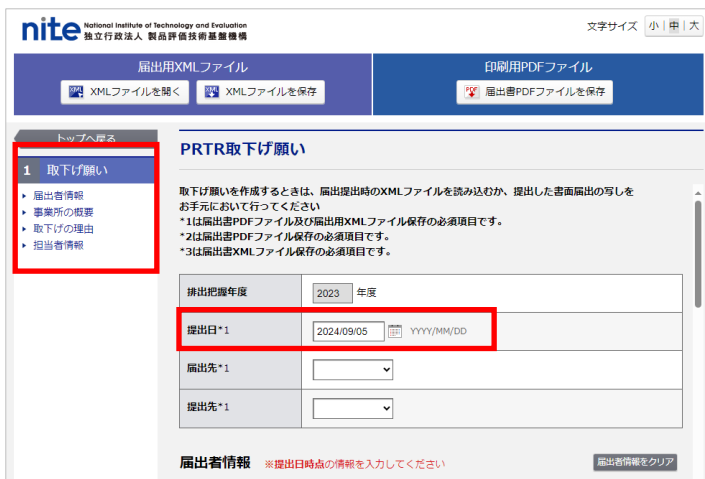 nite National Institute of Technology and Evaluation
独立行政法人 製品評価技術基盤機構
文字サイズ 小 中 大
届出用XMLファイル
XMLファイルを開く XMLファイルを保存
印刷用PDFファイル
届出書PDFファイルを保存
トップへ戻る
1 取下げ願い
届出者情報
事業所の概要
取下げの理由
担当者情報
PRTR取下げ願い
取下げ願いを作成するときは、届出提出時のXMLファイルを読み込むか、提出した書面届出の写しを
お手元において行ってください
*1は届出書PDFファイル及び届出用XMLファイル保存の必須項目です。
*2は届出書PDFファイル保存の必須項目です。
*3は届出書XMLファイル保存の必須項目です。
排出把握年度 2023 年度
提出日*1 2024/09/05 YYYY/MM/DD
届出先*1
提出先*1
届出者情報 ※提出日時点の情報を入力してください 届出者情報をクリア